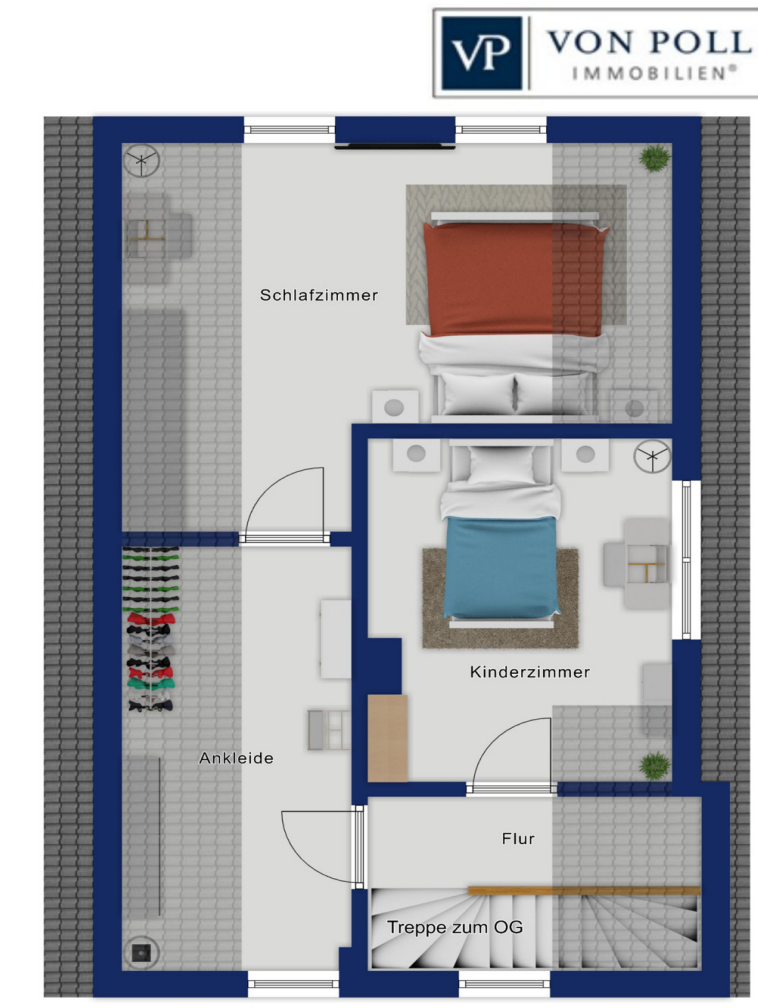 VP
VON POLL
IMMOBILIEN®
Schlafzimmer
Kinderzimmer
Ankleide
Flur
Treppe zum OG